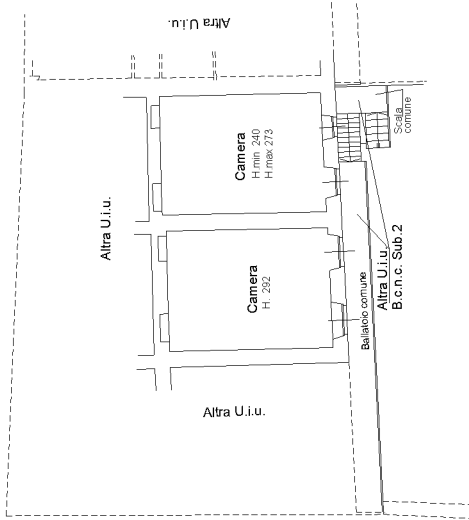 Altra U.i.u.
Camera
H.min 240
H.max 273
Scala
comune
Altra U.i.u.
Camera
H. 292
Ballatoio comune
Altra U.i.u.
B.c.n.c. Sub.2
Altra U.i.u.